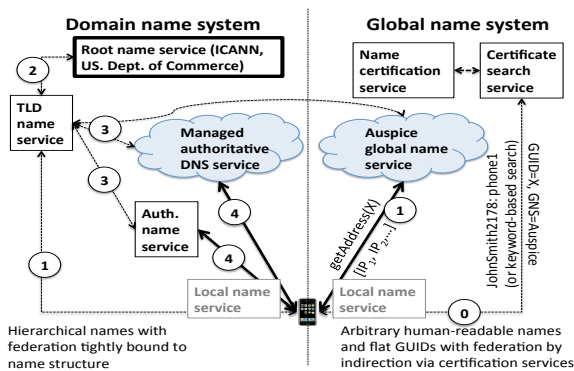 Domain name system
Global name system
Root name service (ICANN,
US. Dept. of Commerce)
2
TLD
name
service
3
3
Managed
authoritative
DNS service
Auth.
name
service
4
4
1
Local name
service
Hierarchical names with
federation tightly bound to
name structure
Name
certification
service
Certificate
search
service
Auspice
global name
service
1
getAddress(X)
[IP1, IP2,...]
JohnSmith2178: phone1
(or keyword-based search)
GUID=X, GNS=Auspice
Local name
service
0
Arbitrary human-readable names
and flat GUIDs with federation by
indirection via certification services